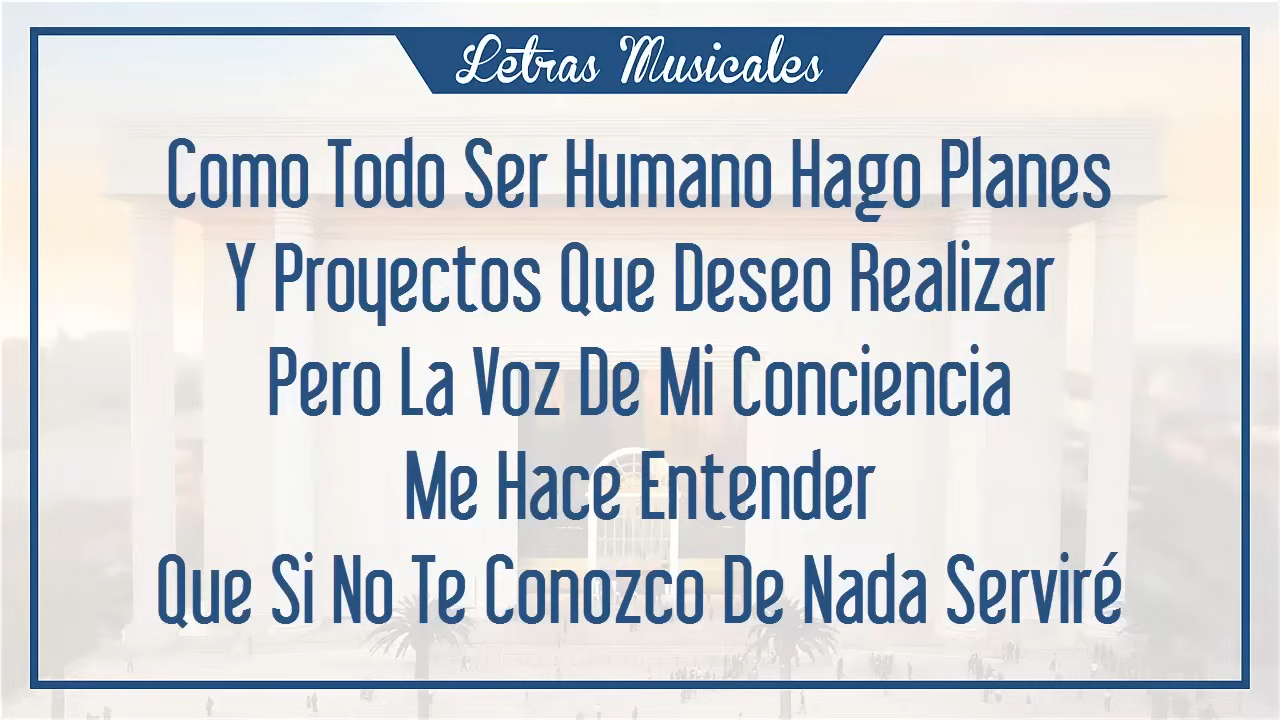 Letras Musicales
Como Todo Ser Humano Hago Planes
Y Proyectos Que Deseo Realizar
Pero La Voz De Mi Conciencia
Me Hace Entender
Que Si No Te Conozco De Nada Serviré